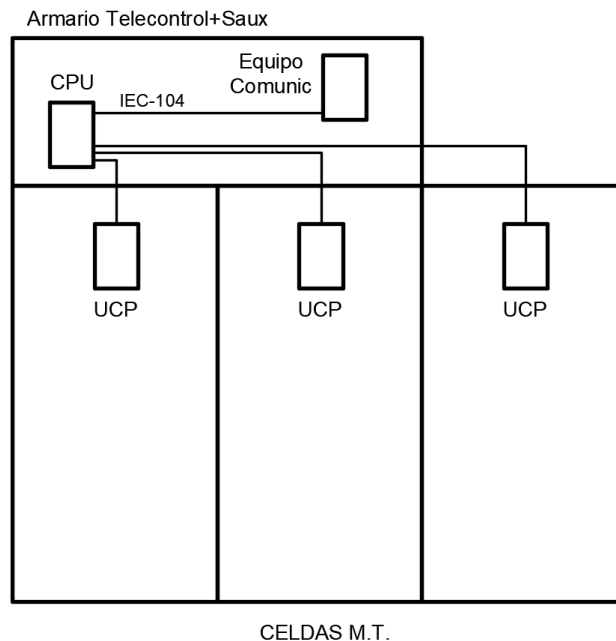 Armario Telecontrol+Saux
Equipo
Comunic
CPU
IEC-104
UCP
UCP
UCP
CELDAS M.T.